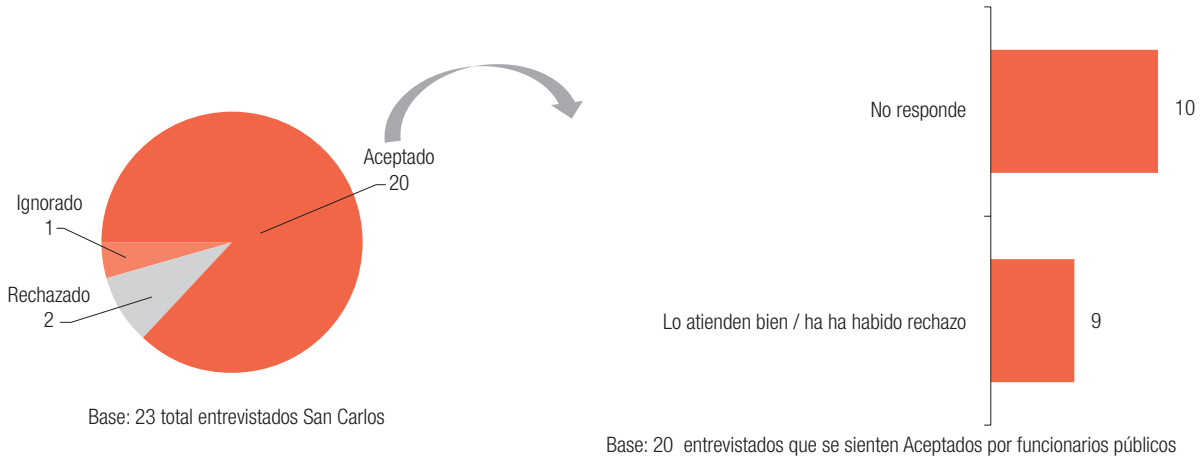 Aceptado
20
Ignorado
1
Rechazado
2
Base: 23 total entrevistados San Carlos
No responde
10
Lo atienden bien / ha ha habido rechazo
9
Base: 20 entrevistados que se sienten Aceptados por funcionarios públicos